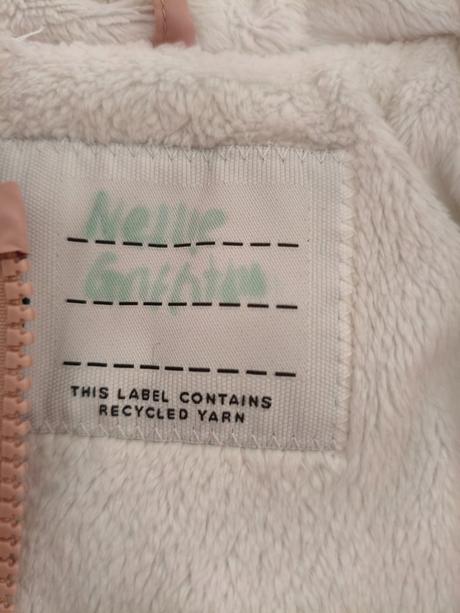 Nellie
Griffiths
THIS LABEL CONTAINS
RECYCLED YARN